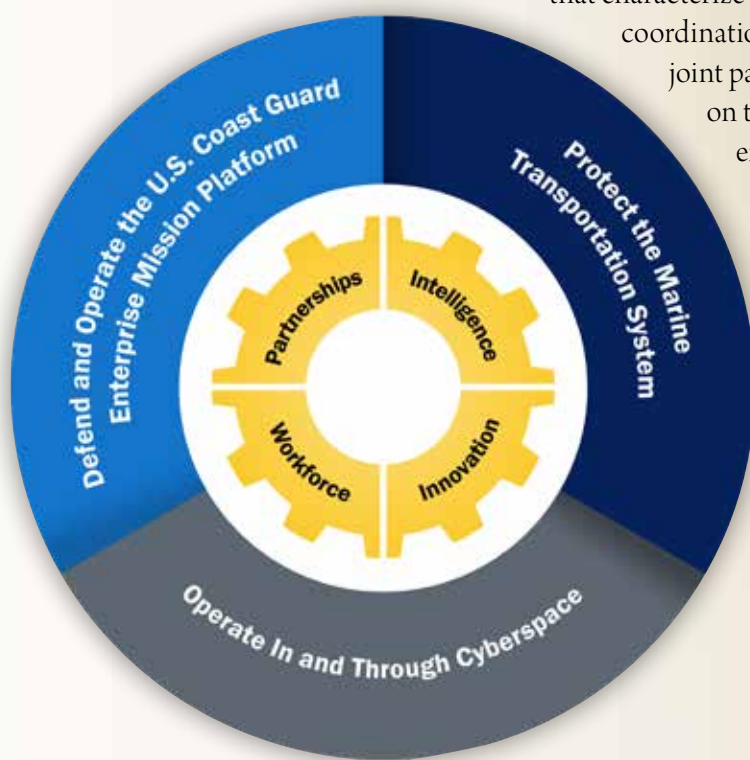 that characterize
coordination
joint pa
on t
e
Defend and Operate the U.S. Coast Guard
Enterprise Mission Platform
Protect the Marine
Transportation System
Partnerships
Intelligence
Workforce
Innovation
Operate In and Through Cyberspace